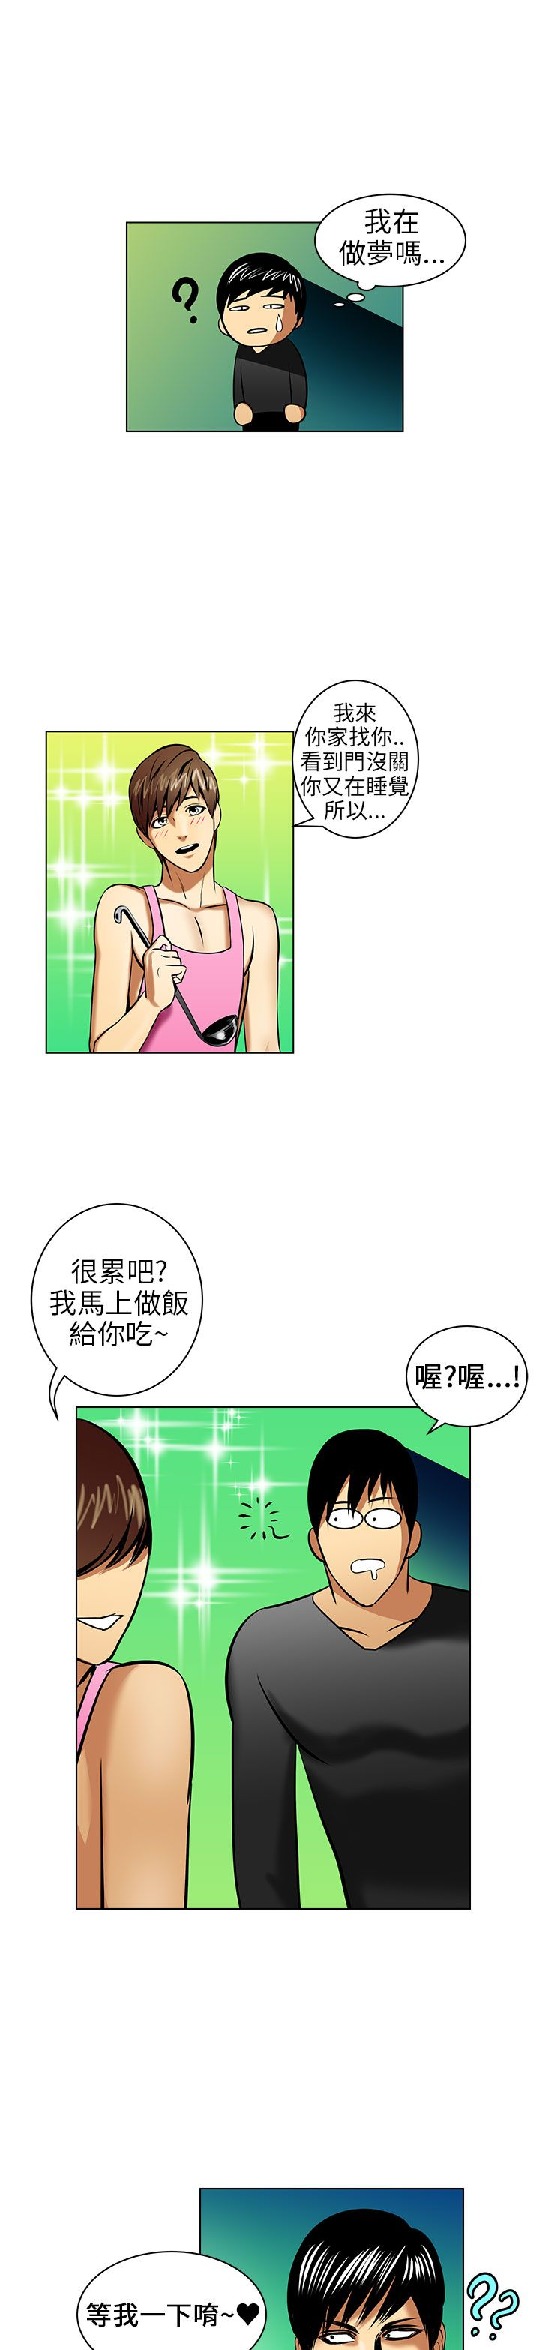 我在
做夢嗎...
?
我來
你家找你..
看到門沒關
你又在睡覺
所以...
很累吧?
我馬上做飯
給你吃~
喔?喔...!
等我一下唷~♥
??